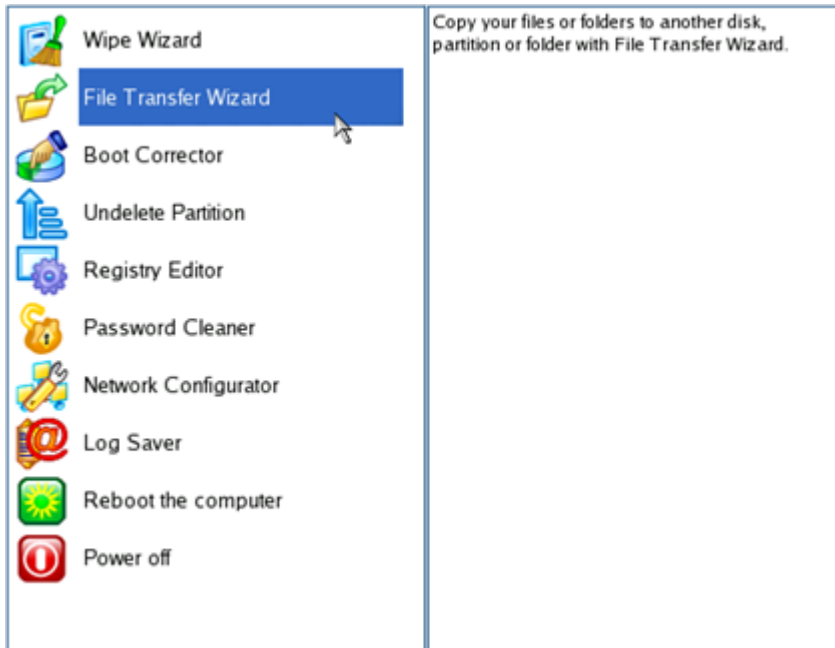 Wipe Wizard
File Transfer Wizard
Boot Corrector
Undelete Partition
Registry Editor
Password Cleaner
Network Configurator
Log Saver
Reboot the computer
Power off
Copy your files or folders to another disk,
partition or folder with File Transfer Wizard.